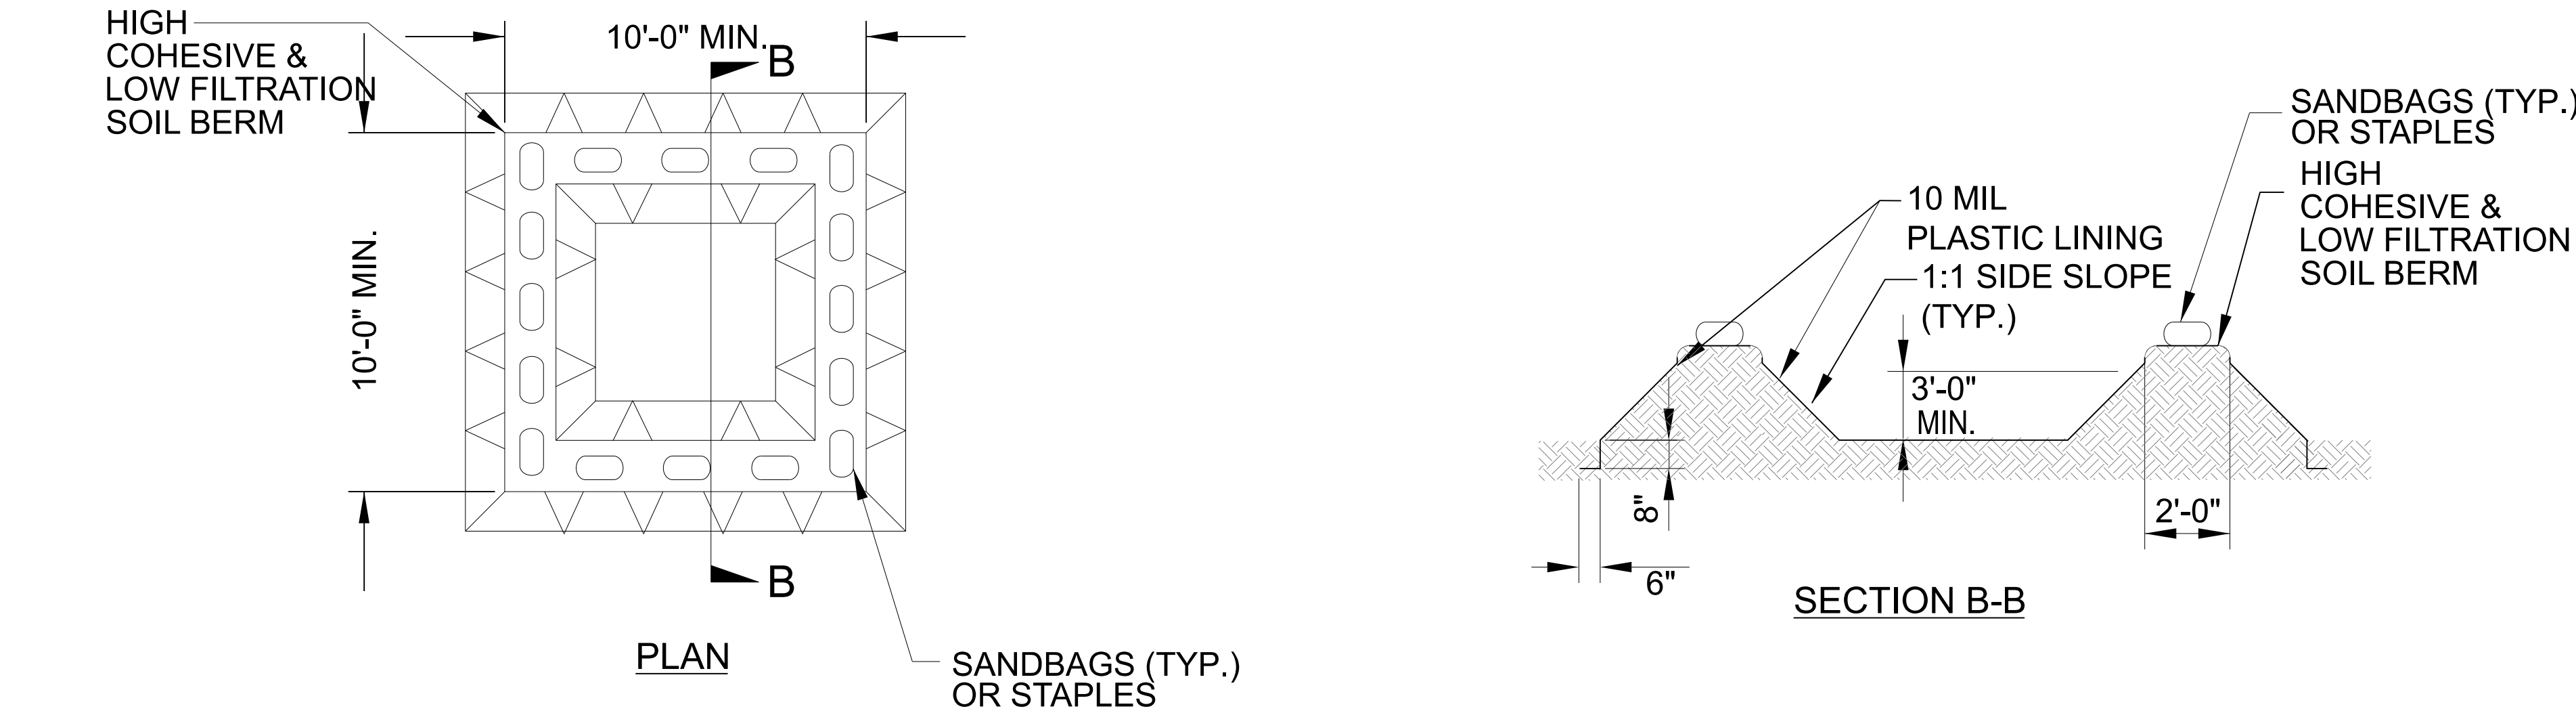 HIGH
COHESIVE &
LOW FILTRATION
SOIL BERM
10'-0" MIN.
B
10'-0" MIN.
B
PLAN
SANDBAGS (TYP.)
OR STAPLES
SANDBAGS (TYP.)
OR STAPLES
HIGH
COHESIVE &
LOW FILTRATION
SOIL BERM
10 MIL
PLASTIC LINING
1:1 SIDE SLOPE
(TYP.)
3'-0"
MIN.
8"
6"
2'-0"
SECTION B-B